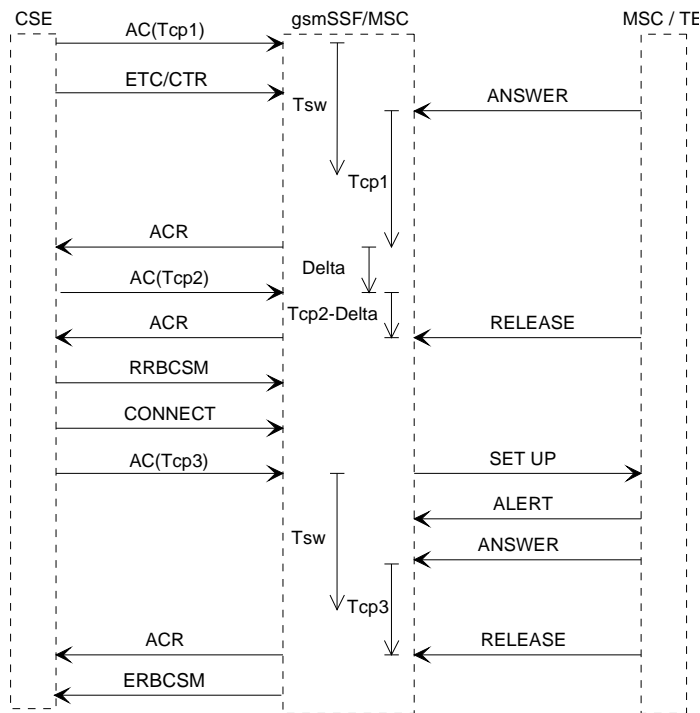 CSE gsmSSF/MSC MSC / TE
AC(Tcp1)
ETC/CTR
Tsw
ANSWER
Tcp1
ACR
Delta
AC(Tcp2)
Tcp2-Delta
ACR
RELEASE
RRBCSM
CONNECT
AC(Tcp3)
SET UP
ALERT
Tsw
ANSWER
Tcp3
ACR
RELEASE
ERBCSM